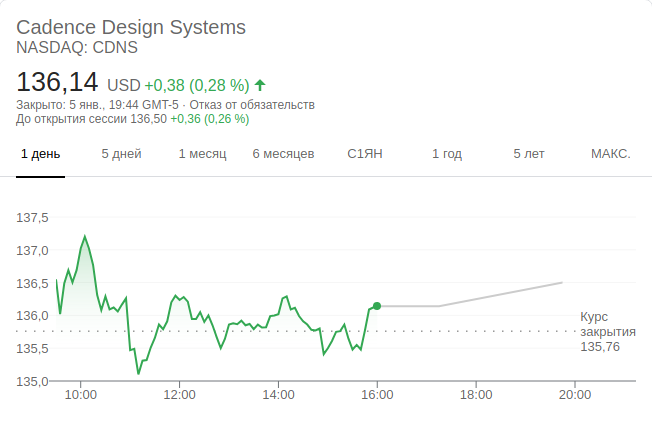 Cadence Design Systems
NASDAQ: CDNS
136,14 USD +0,38 (0,28 %)
Закрыто: 5 янв., 19:44 GMT-5 · Отказ от обязательств
До открытия сессии 136,50 +0,36 (0,26 %)
1 день 5 дней 1 месяц 6 месяцев С1ЯН 1 год 5 лет МАКС.
137,5
137,0
136,5
136,0
Курс
закрытия
135,76
135,5
135,0
10:00 12:00 14:00 16:00 18:00 20:00